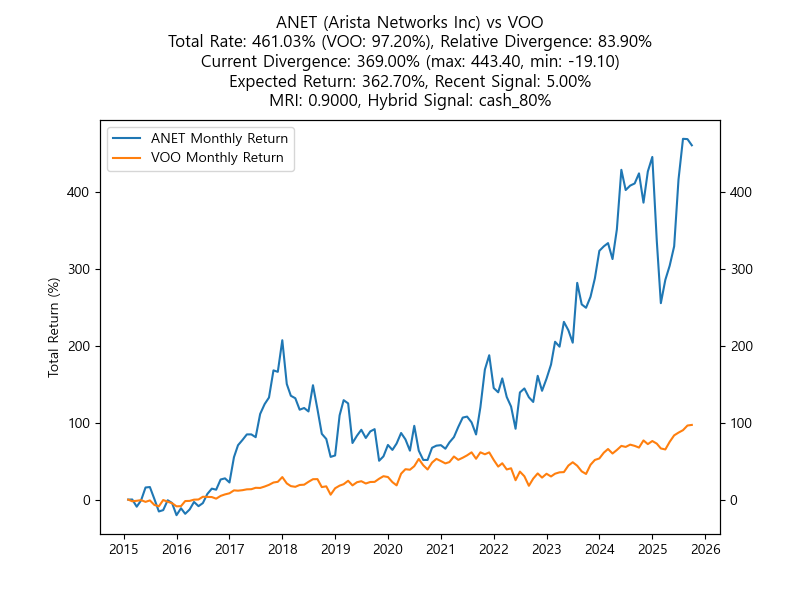 ANET (Arista Networks Inc) vs VOO
Total Rate: 461.03% (VOO: 97.20%), Relative Divergence: 83.90%
Current Divergence: 369.00% (max: 443.40, min: -19.10)
Expected Return: 362.70%, Recent Signal: 5.00%
MRI: 0.9000, Hybrid Signal: cash_80%
ANET Monthly Return
VOO Monthly Return
Total Return (%)
400
300
200
100
0
400
300
200
100
0
2015 2016 2017 2018 2019 2020 2021 2022 2023 2024 2025 2026